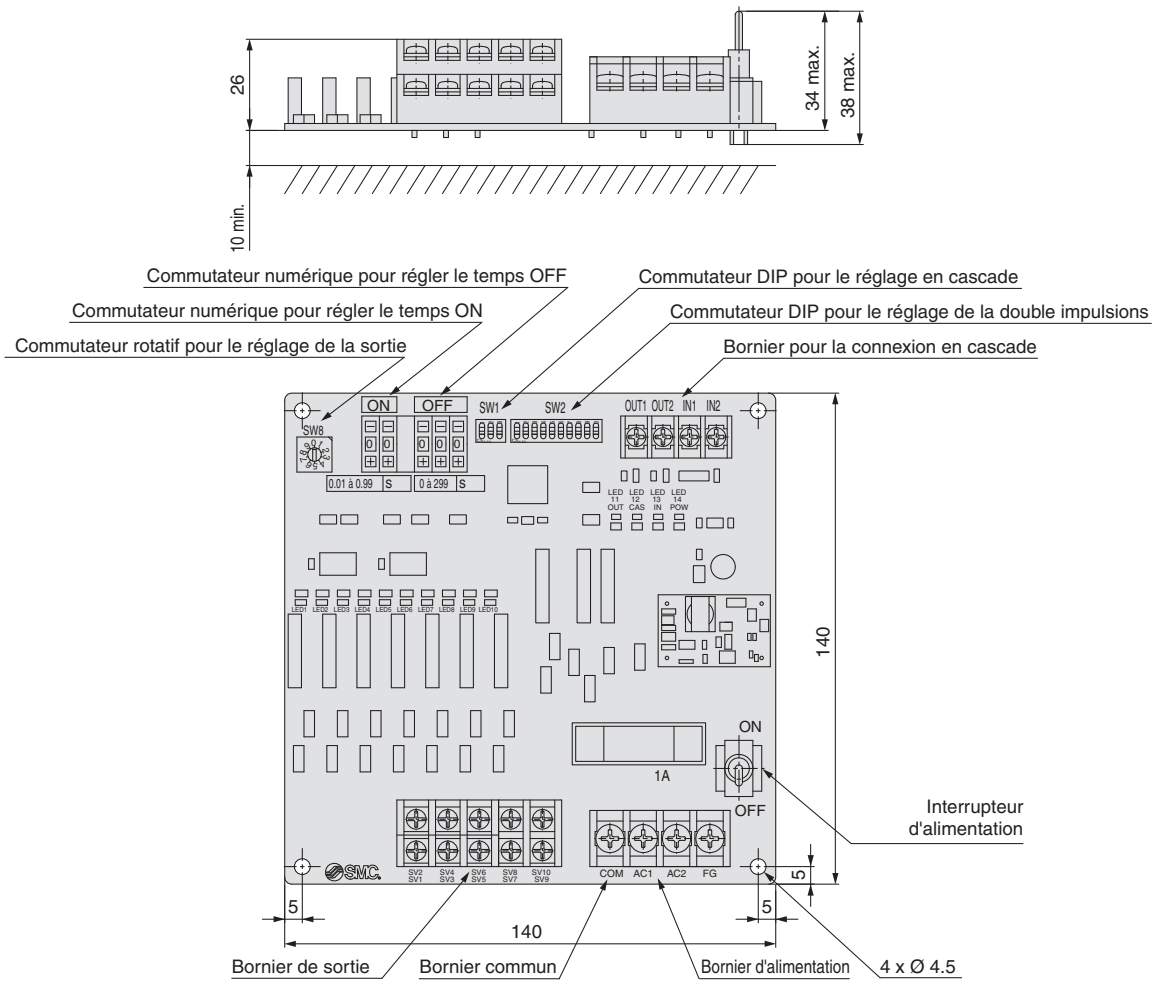 26
34 max.
38 max.
10 min.
Commutateur numérique pour régler le temps OFF
Commutateur DIP pour le réglage en cascade
Commutateur numérique pour régler le temps ON
Commutateur DIP pour le réglage de la double impulsions
Commutateur rotatif pour le réglage de la sortie
Bornier pour la connexion en cascade
ON OFF SW1 SW2 OUT1 OUT2 IN1 IN2
SW8
0 0 0 0 0
0.01 à 0.99 S 0 à 299 S
LED 11 OUT
LED 12 CAS
LED 13 IN
LED 14 POW
LED1 LED2 LED3 LED4 LED5 LED6 LED7 LED8 LED9 LED10
140
ON
1A
OFF
Interrupteur
d'alimentation
SMC
SV2 SV4 SV6 SV8 SV10
SV1 SV3 SV5 SV7 SV9
COM AC1 AC2 FG
5
5 5
140
Bornier de sortie
Bornier commun
Bornier d'alimentation
4 x Ø 4.5